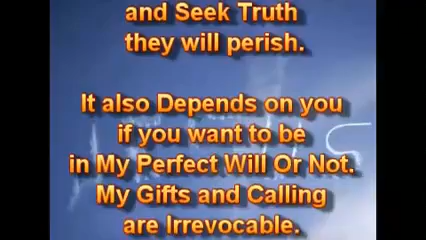 and Seek Truth
they will perish.
It also Depends on you
if you want to be
in My Perfect Will Or Not.
My Gifts and Calling
are Irrevocable.